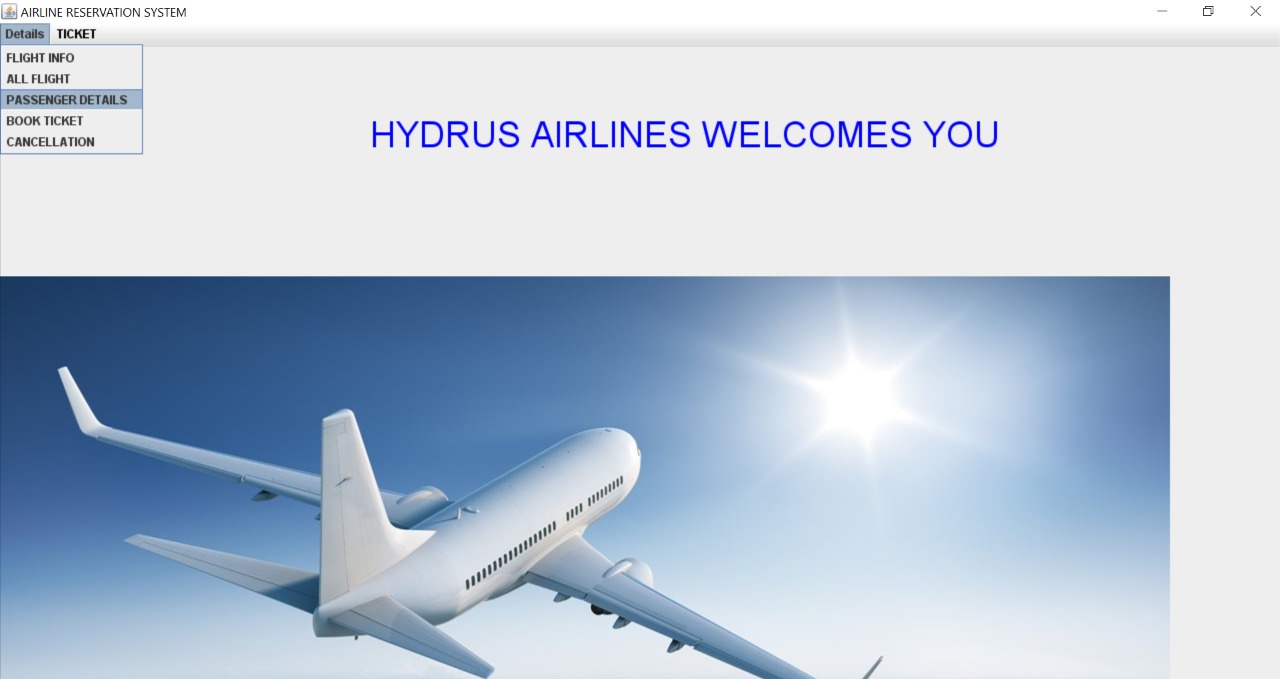 AIRLINE RESERVATION SYSTEM
Details TICKET
FLIGHT INFO
ALL FLIGHT
PASSENGER DETAILS
BOOK TICKET
CANCELLATION
HYDRUS AIRLINES WELCOMES YOU